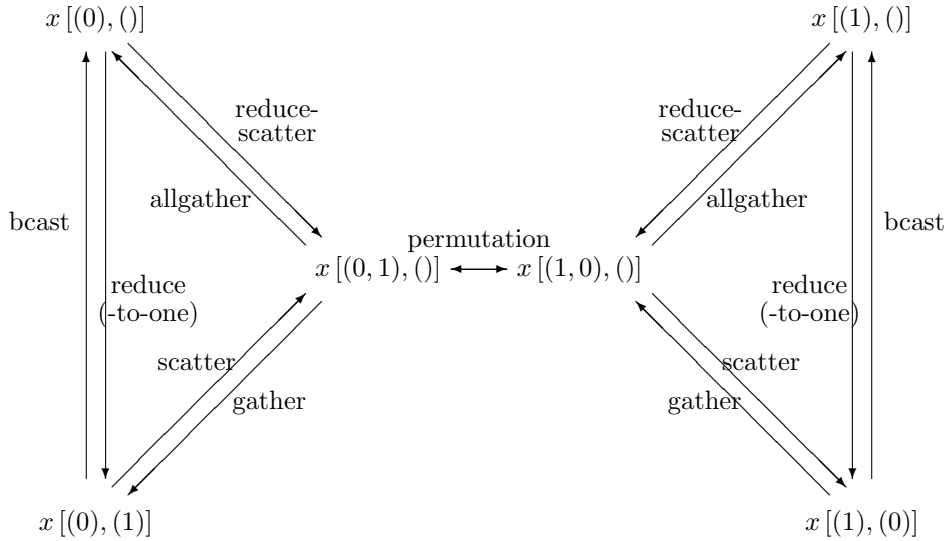 x [(0), ()]
x [(1), ()]
reduce-
scatter
reduce-
scatter
allgather
allgather
bcast
bcast
permutation
x [(0, 1), ()]
x [(1, 0), ()]
reduce
(-to-one)
reduce
(-to-one)
scatter
scatter
gather
gather
x [(0), (1)]
x [(1), (0)]